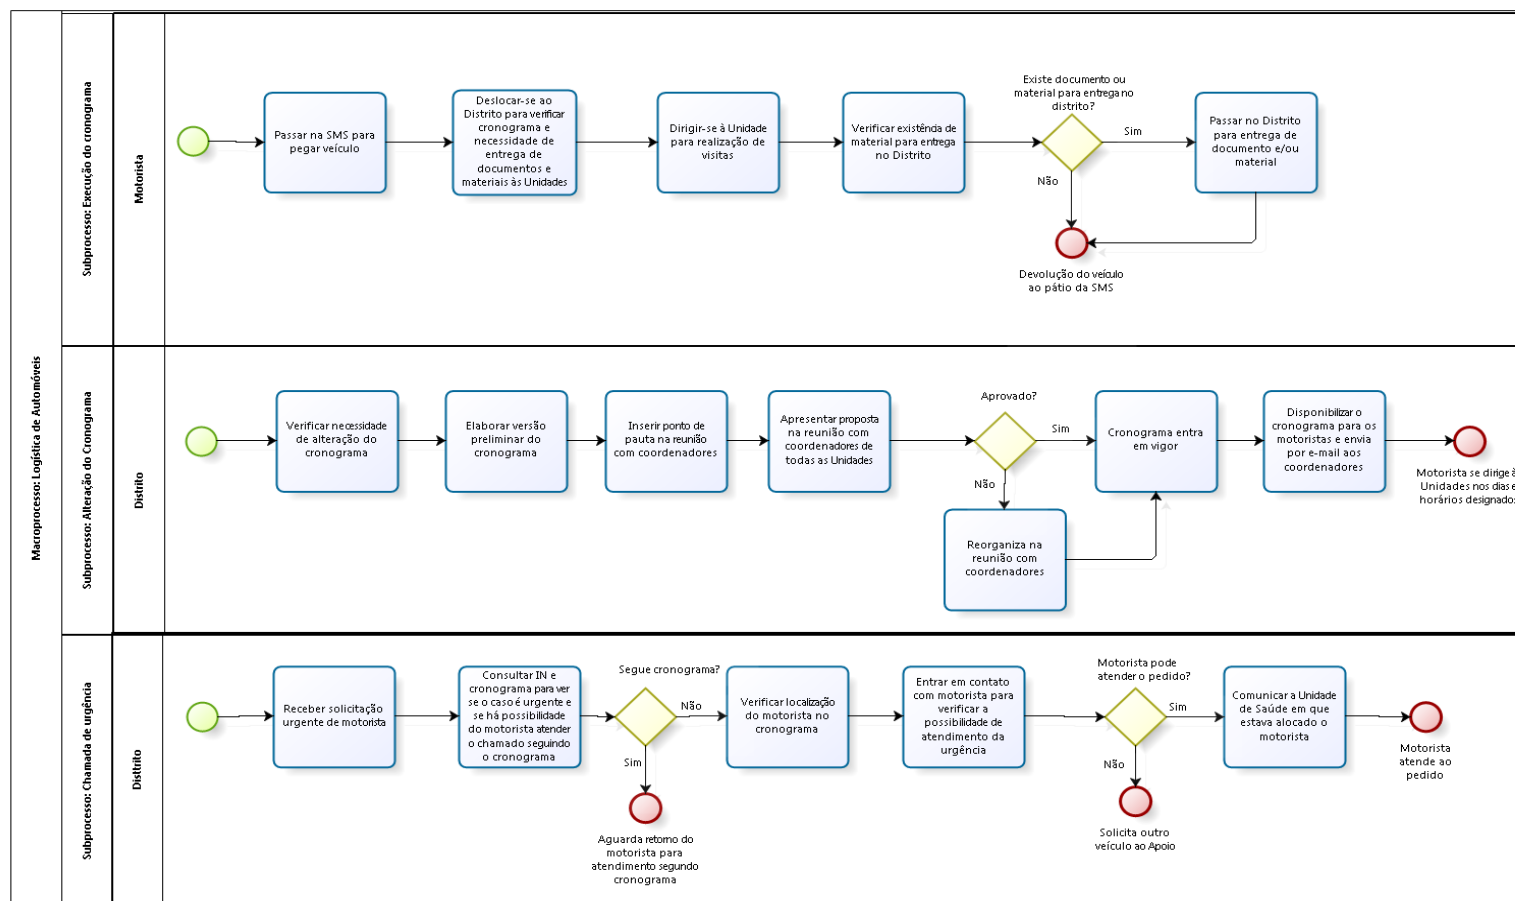 Macroprocesso: Logística de Automóveis
Subprocesso: Execução do cronograma
Motorista
Passar na SMS para
pegar veículo
Deslocar-se ao
Distrito para verificar
cronograma e
necessidade de
entrega de
documentos e
materiais às Unidades
Dirigir-se à Unidade
para realização de
visitas
Verificar existência de
material para entrega
no Distrito
Existe documento ou
material para entrega no
distrito?
Sim
Não
Passar no Distrito
para entrega de
documento e/ou
material
Devolução do veículo
ao pátio da SMS
Subprocesso: Alteração do Cronograma
Distrito
Verificar necessidade
de alteração do
cronograma
Elaborar versão
preliminar do
cronograma
Inserir ponto de
pauta na reunião
com coordenadores
Apresentar proposta
na reunião com
coordenadores de
todas as Unidades
Aprovado?
Sim
Não
Reorganiza na
reunião com
coordenadores
Cronograma entra
em vigor
Disponibilizar o
cronograma para os
motoristas e envia
por e-mail aos
coordenadores
Motorista se dirige
Unidades nos dias e
horários
Subprocesso: Chamada de urgência
Disttrito
Receber solicitação
urgente de motorista
Consultar IN e
cronograma para ver
se o caso é urgente e
se há possibilidade
do motorista atender
o chamado seguindo
o cronograma
Segue cronograma?
Não
Sim
Aguarda retorno do
motorista para
atendimento segundo
cronograma
Verificar localização
do motorista no
cronograma
Entrar em contato
com motorista para
verificar a
possibilidade de
atendimento da
urgência
Motorista pode
atender o pedido?
Sim
Não
Solicita outro
veículo ao Apoio
Comunicar a Unidade
de Saúde em que
estava alocado o
motorista
Motorista
atende ao
pedido